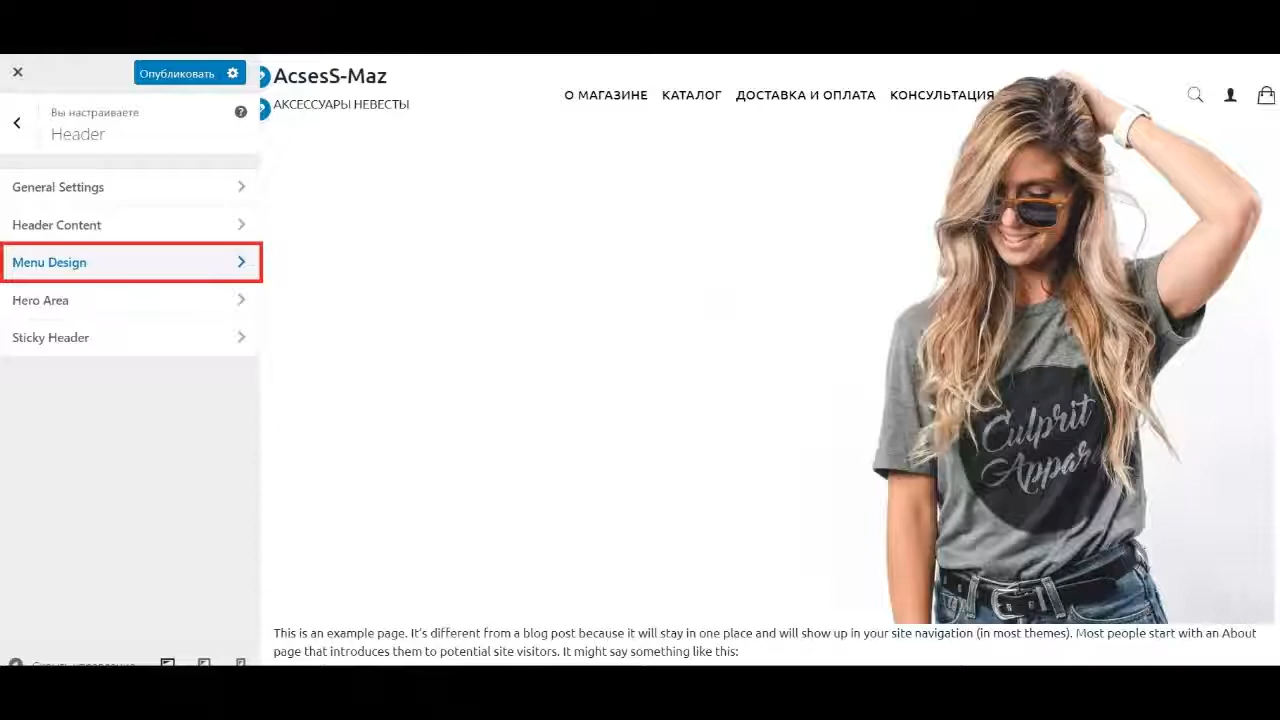 Опубликовать
Вы настраиваете
Header
General Settings
Header Content
Menu Design
Hero Area
Sticky Header
AcsesS-Maz
АКСЕССУАРЫ НЕВЕСТЫ
О МАГАЗИНЕ КАТАЛОГ ДОСТАВКА И ОПЛАТА КОНСУЛЬТАЦИЯ
Culprit
Appar
This is an example page. It's different from a blog post because it will stay in one place and will show up in your site navigation (in most themes). Most people start with an About
page that introduces them to potential site visitors. It might say something like this: